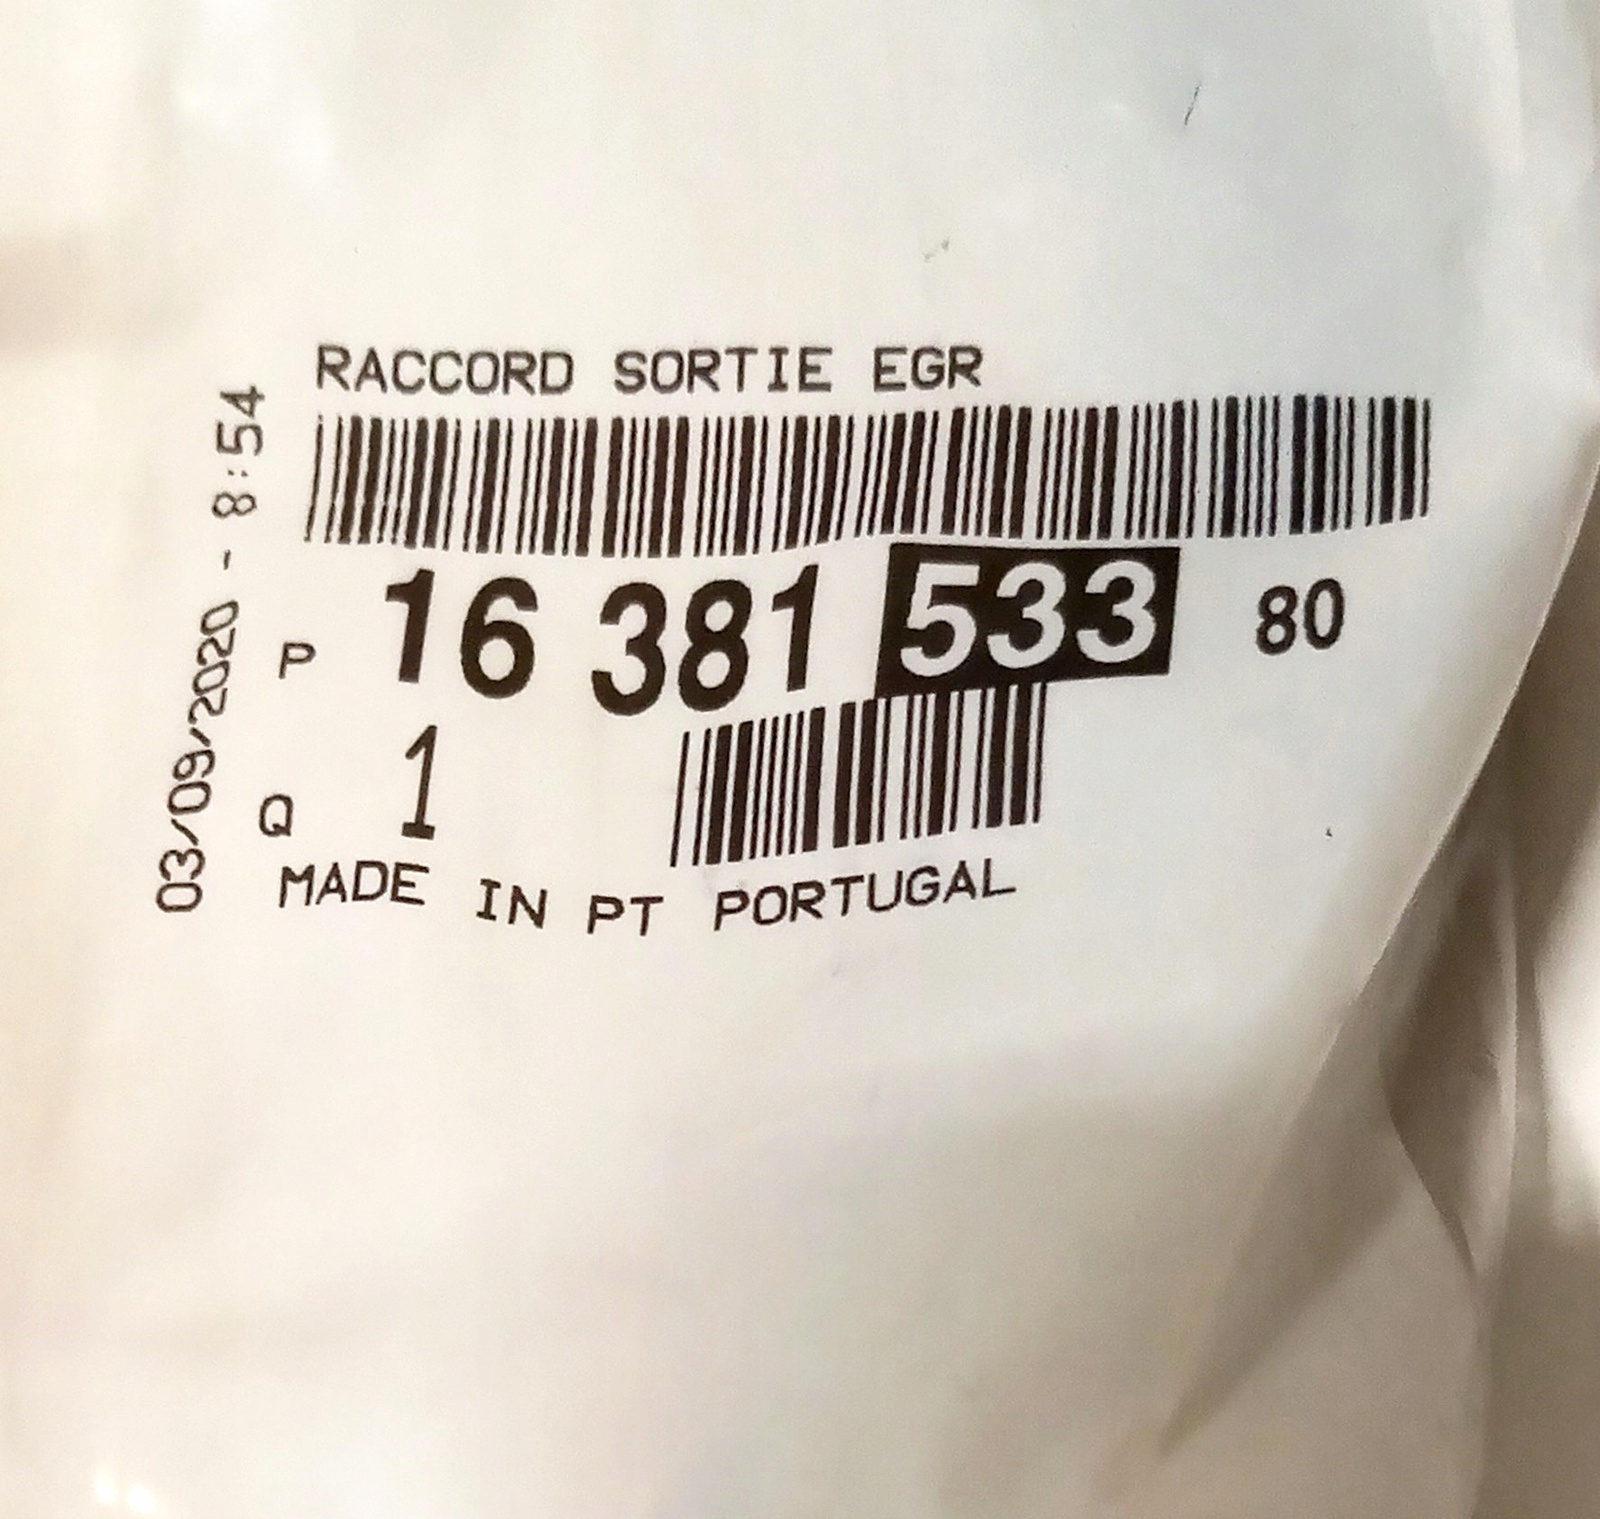 RACCORD SORTIE EGR
P 16 381 533 80
Q 1
MADE IN PT PORTUGAL
03/09/2020 - 8:54